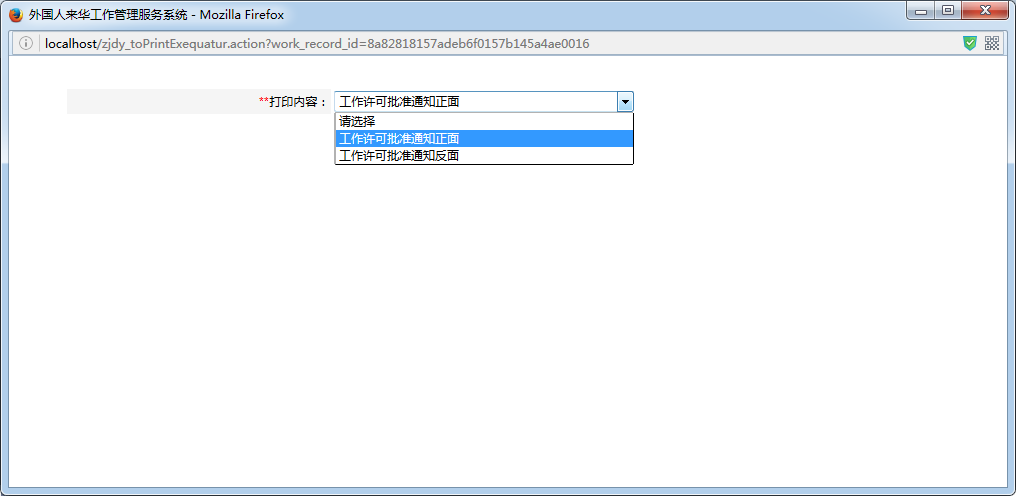 外国人来华工作管理服务系统 - Mozilla Firefox
localhost/zjdy_toPrintExequatur.action?work_record_id=8a82818157adeb6f0157b145a4ae0016
**打印内容： 工作许可批准通知正面
请选择
工作许可批准通知正面
工作许可批准通知反面